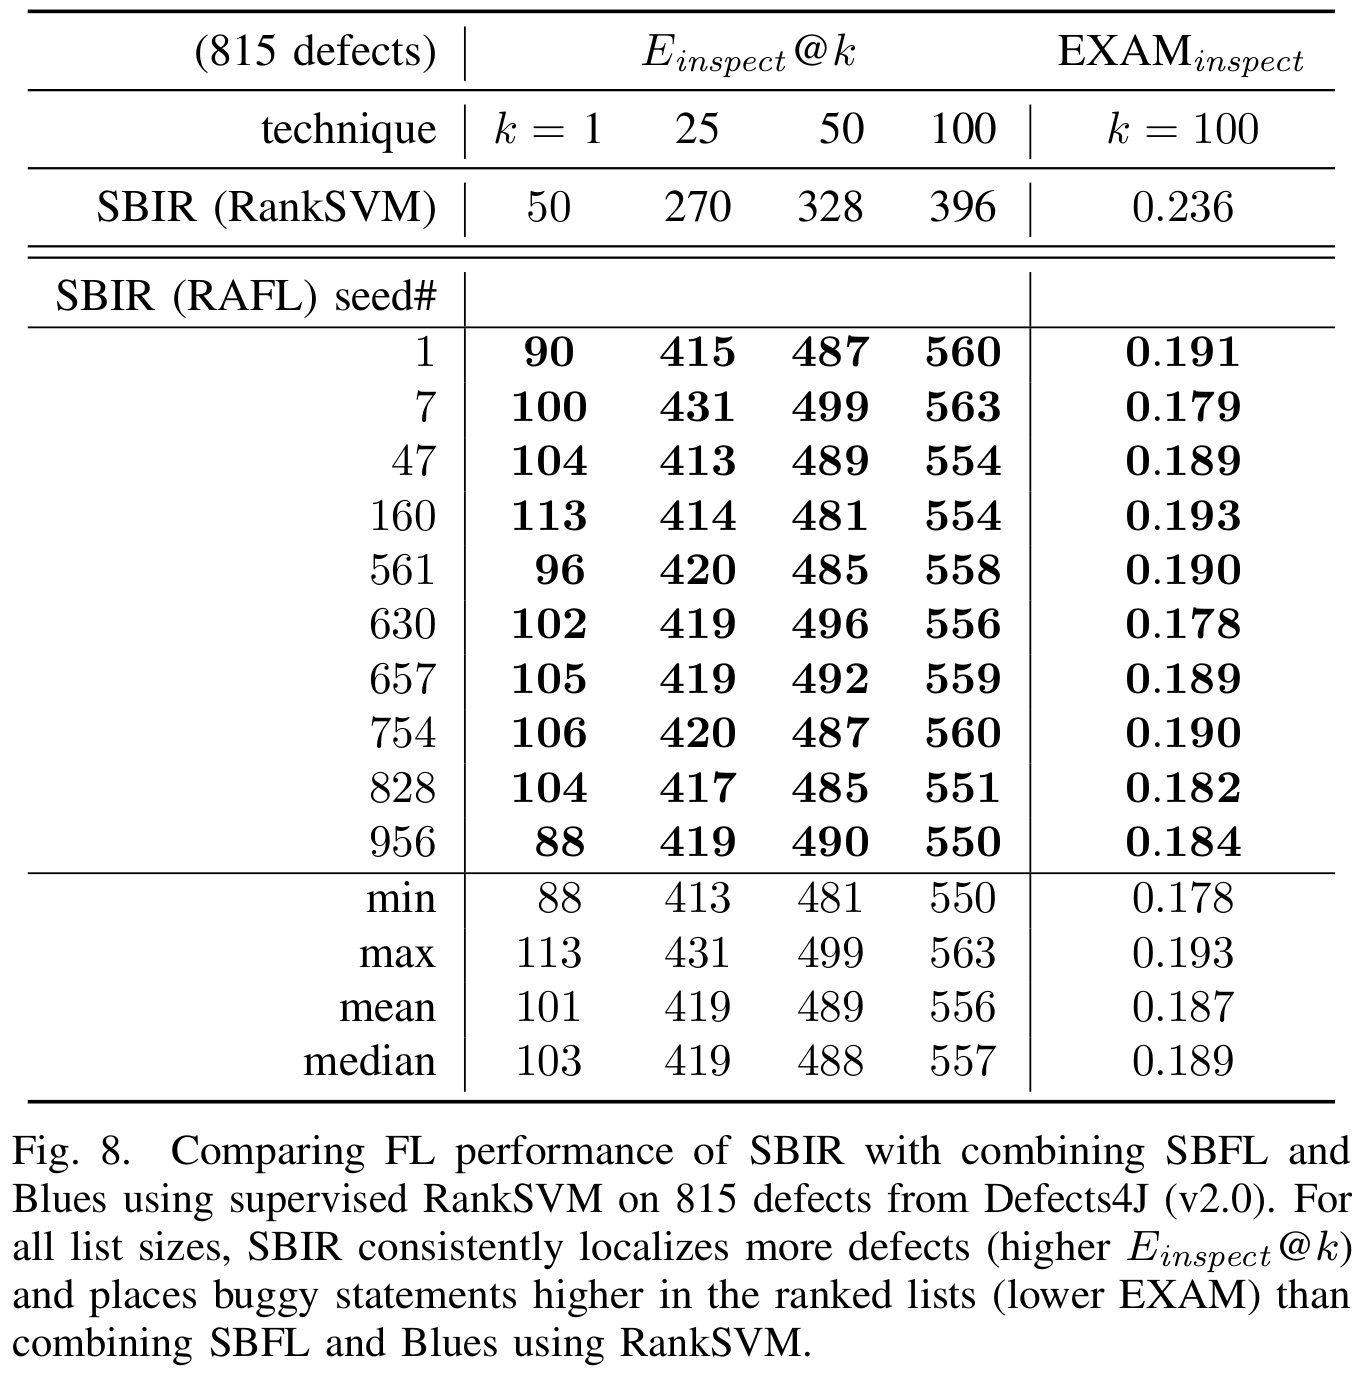 (815 defects) E_inspect@k EXAM_inspect
technique k = 1 25 50 100 k = 100
SBIR (RankSVM) 50 270 328 396 0.236
SBIR (RAFL) seed#
1 90 415 487 560 0.191
7 100 431 499 563 0.179
47 104 413 489 554 0.189
160 113 414 481 554 0.193
561 96 420 485 558 0.190
630 102 419 496 556 0.178
657 105 419 492 559 0.189
754 106 420 487 560 0.190
828 104 417 485 551 0.182
956 88 419 490 550 0.184
min 88 413 481 550 0.178
max 113 431 499 563 0.193
mean 101 419 489 556 0.187
median 103 419 488 557 0.189
Fig. 8. Comparing FL performance of SBIR with combining SBFL and
Blues using supervised RankSVM on 815 defects from Defects4J (v2.0). For
all list sizes, SBIR consistently localizes more defects (higher E_inspect@k)
and places buggy statements higher in the ranked lists (lower EXAM) than
combining SBFL and Blues using RankSVM.